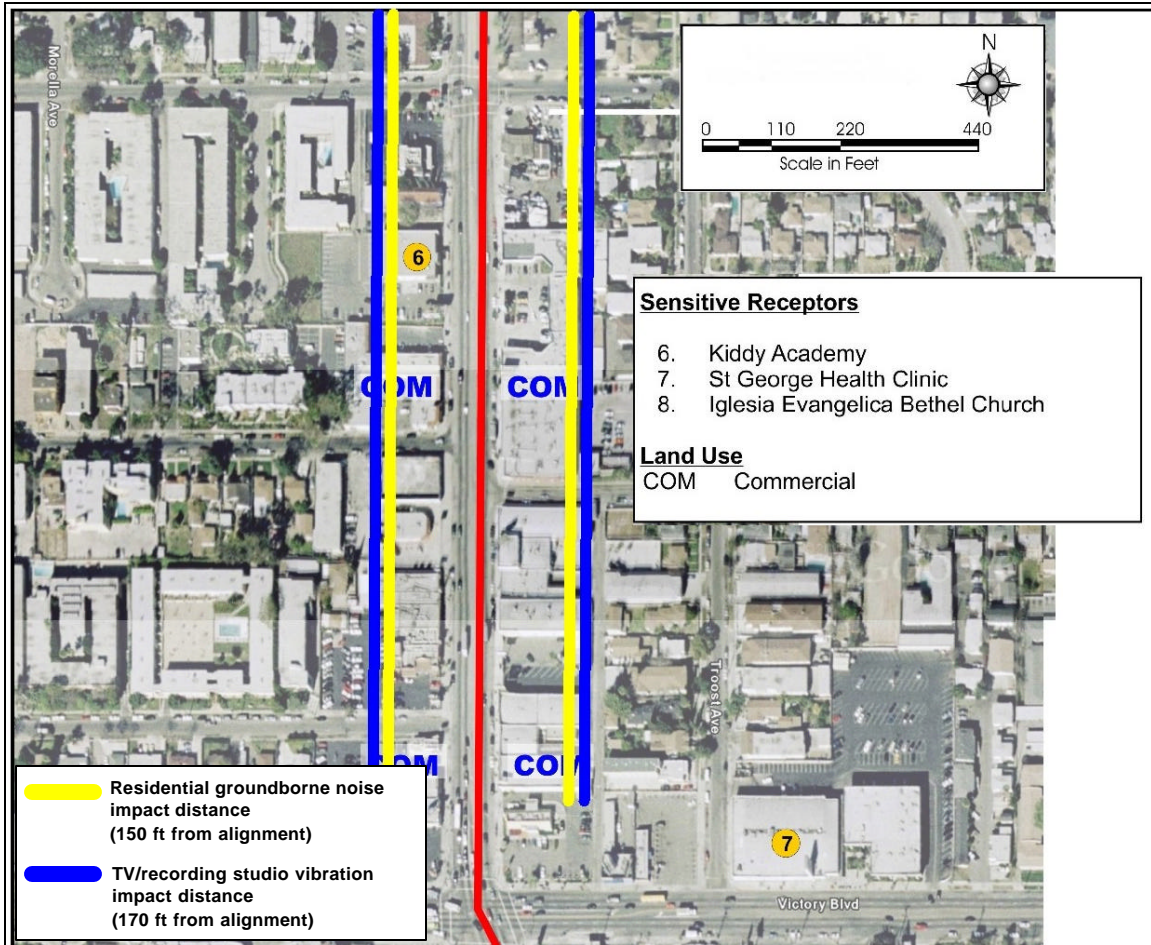 Morella Ave
N
0 110 220 440
Scale in Feet
6
Sensitive Receptors
6. Kiddy Academy
7. St George Health Clinic
8. Iglesia Evangelica Bethel Church
Land Use
COM Commercial
COM COM
Google
Troost Ave
COM COM
7
Victory Blvd
Residential groundborne noise
impact distance
(150 ft from alignment)
TV/recording studio vibration
impact distance
(170 ft from alignment)